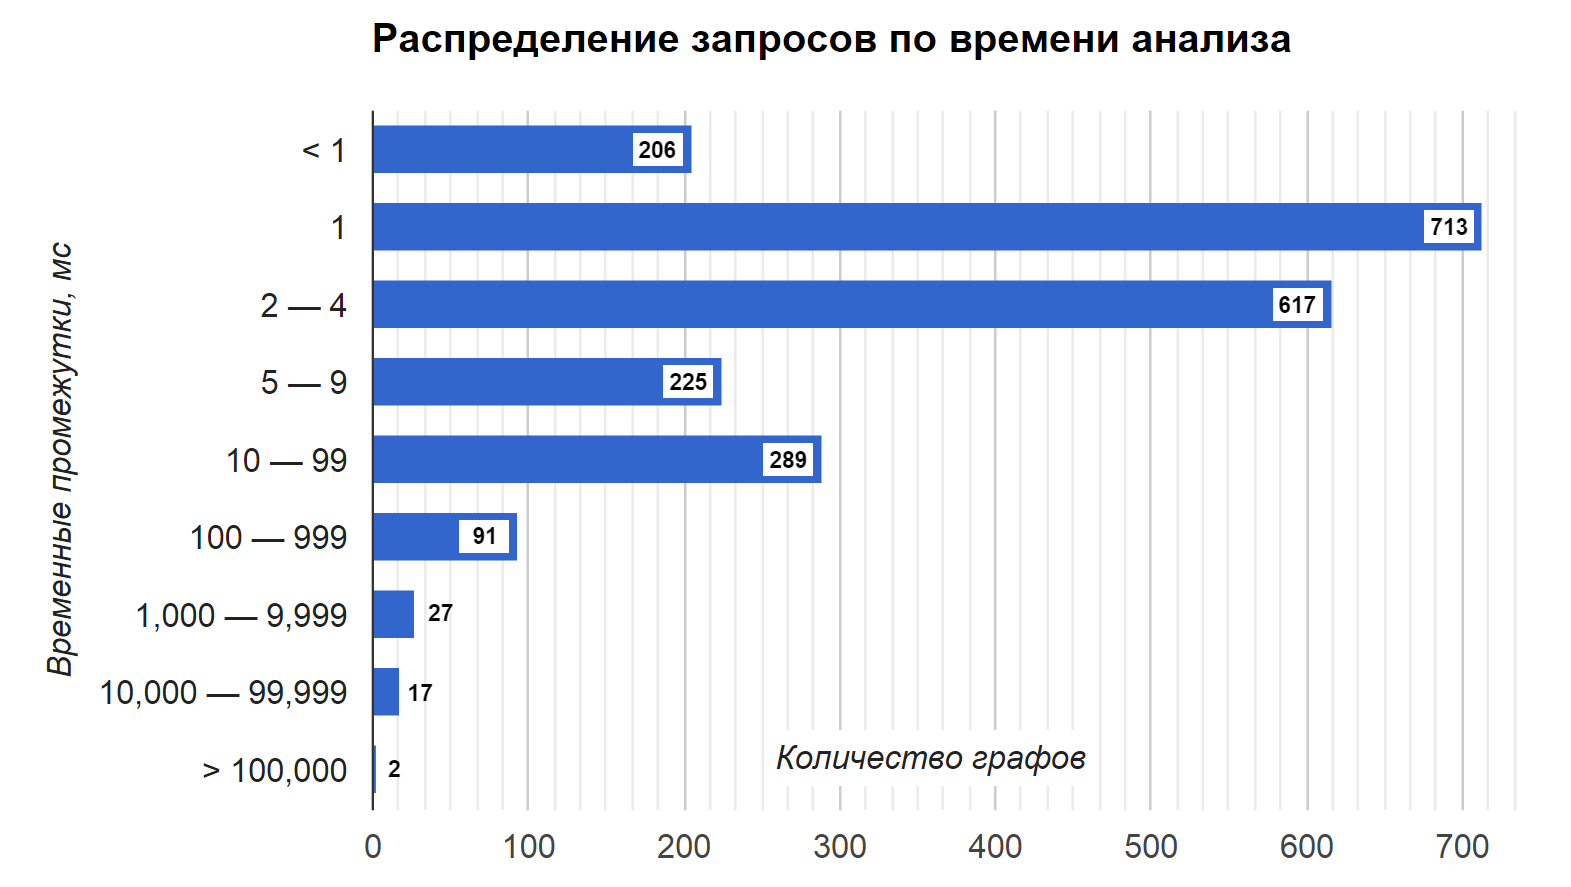 Распределение запросов по времени анализа
Временные промежутки, мс
< 1
206
1
713
2 — 4
617
5 — 9
225
10 — 99
289
100 — 999
91
1,000 — 9,999
27
10,000 — 99,999
17
> 100,000
2
Количество графов
0 100 200 300 400 500 600 700